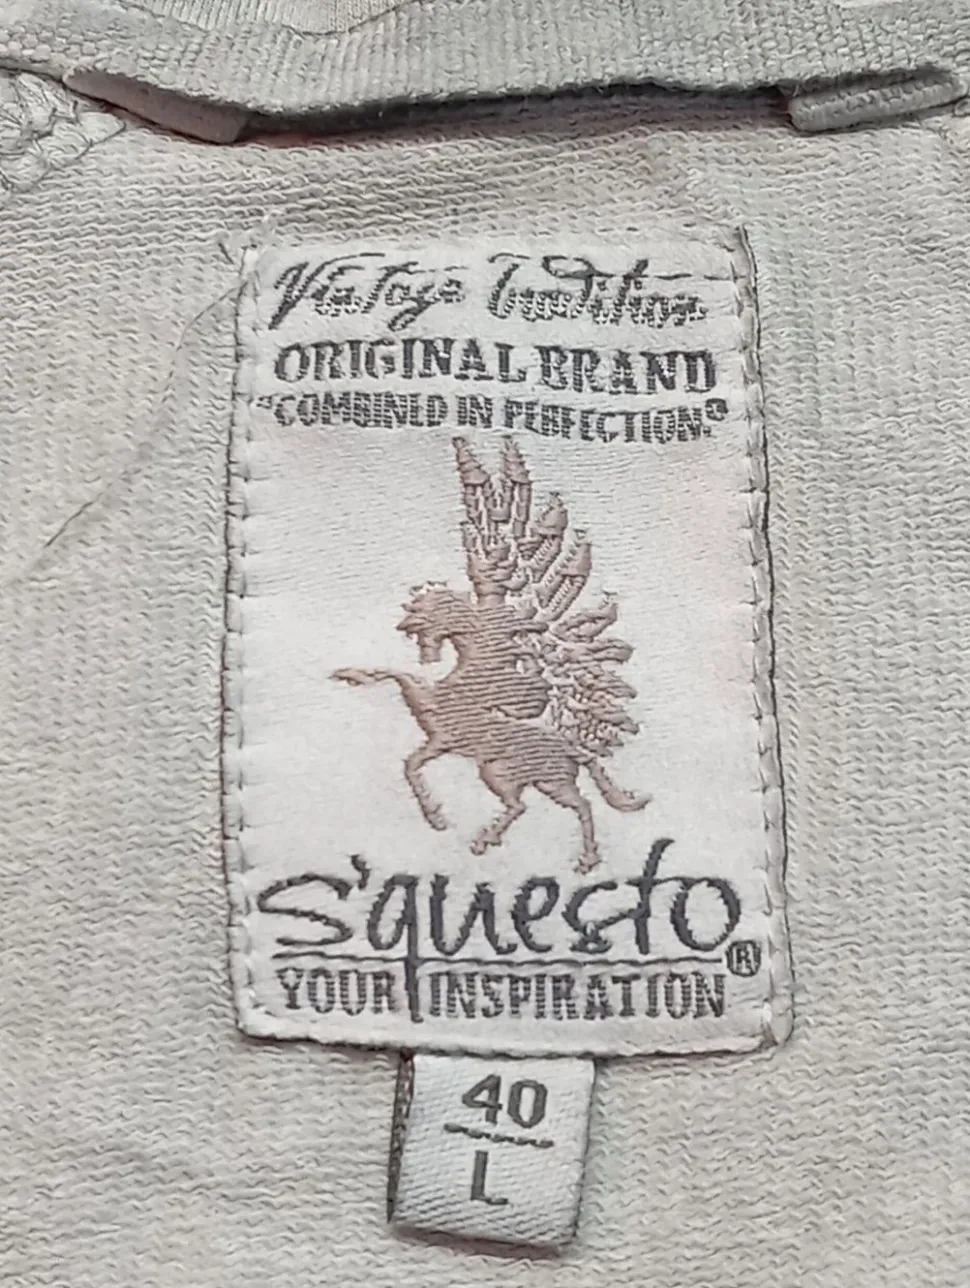 Vintage Tradition
ORIGINAL BRAND
"COMBINED IN PERFECTION."
S'questo®
YOUR INSPIRATION
40
L